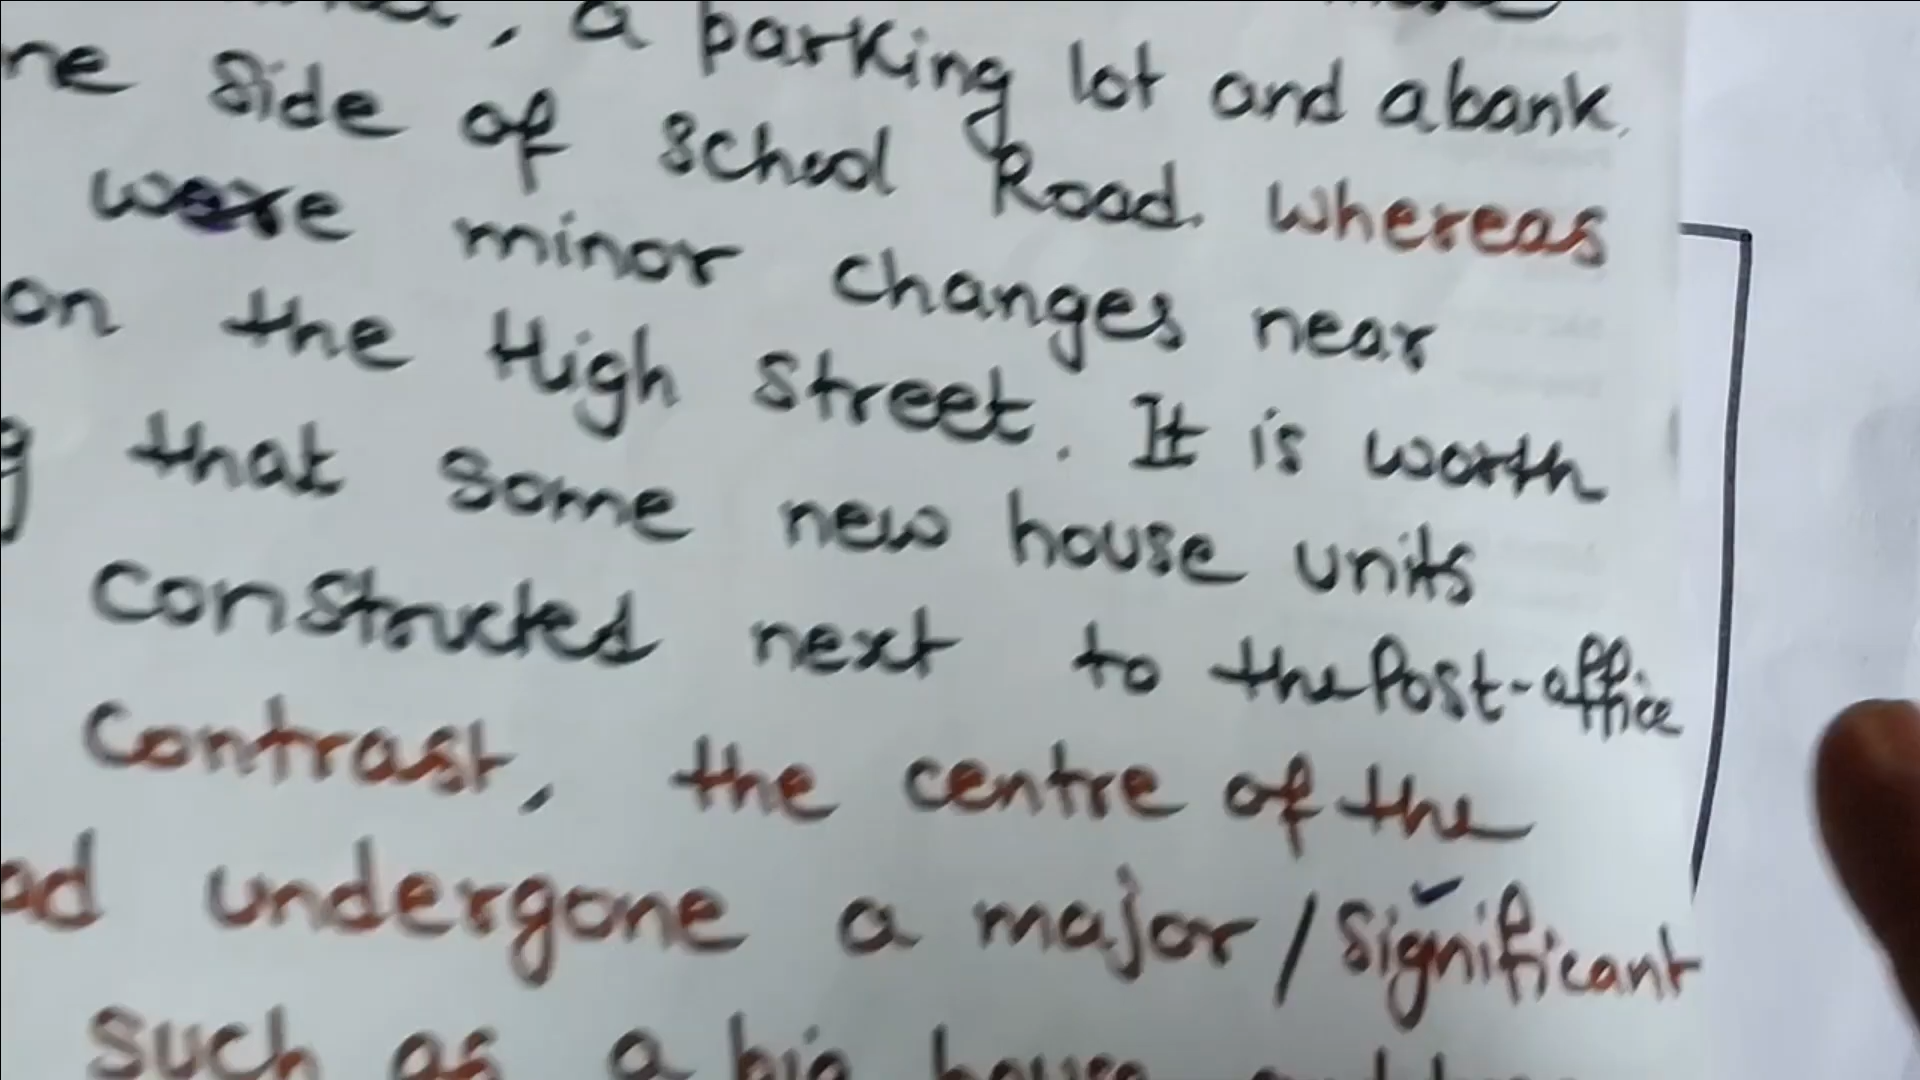 , a parking lot and a bank.
side of School Road. Whereas
were minor changes near
on the High Street. It is worth
that some new house units
constructed next to the Post-office
contrast, the centre of the
undergone a major/significant
such as a big house